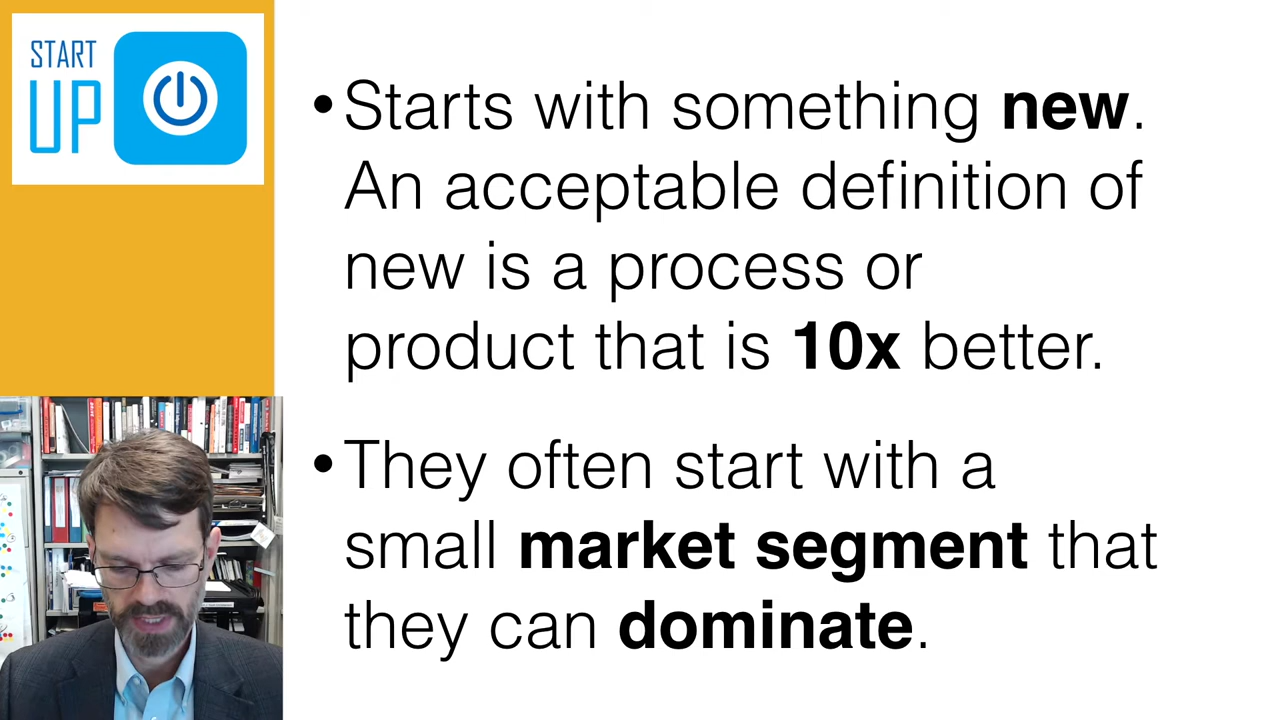 START
UP
• Starts with something new.
An acceptable definition of
new is a process or
product that is 10x better.
• They often start with a
small market segment that
they can dominate.